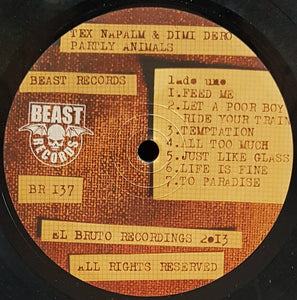 TEX NAPALM & DIMI DERO
PARTLY ANIMALS
BEAST RECORDS
lado uno
1.FEED ME
2.LET A POOR BOY
RIDE YOUR TRAIN
3.TEMPTATION
4.ALL TOO MUCH
5.JUST LIKE GLASS
6.LIFE IS FINE
7.TO PARADISE
BEAST
RECORDS
BR 137
EL BRUTO RECORDINGS 2013
ALL RIGHTS RESERVED